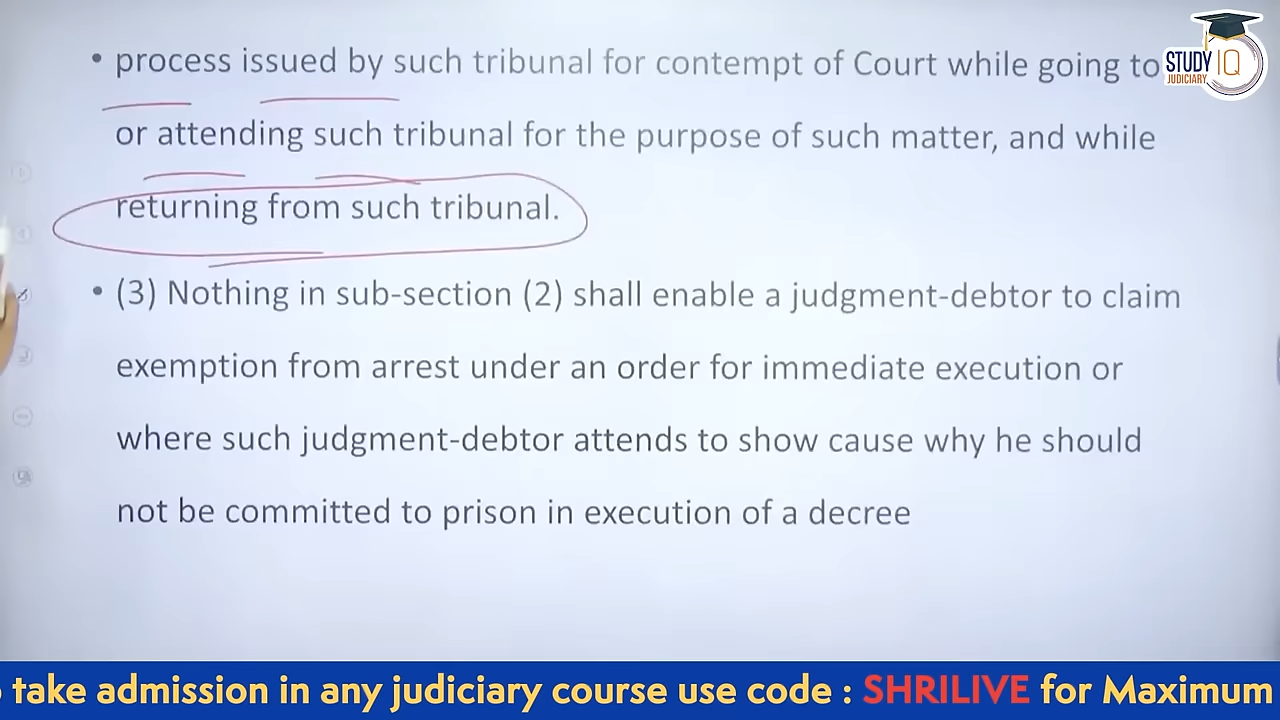 • process issued by such tribunal for contempt of Court while going to
STUDY IQ
JUDICIARY
or attending such tribunal for the purpose of such matter, and while
returning from such tribunal.
• (3) Nothing in sub-section (2) shall enable a judgment-debtor to claim
exemption from arrest under an order for immediate execution or
where such judgment-debtor attends to show cause why he should
not be committed to prison in execution of a decree
take admission in any judiciary course use code : SHRILIVE for Maximum